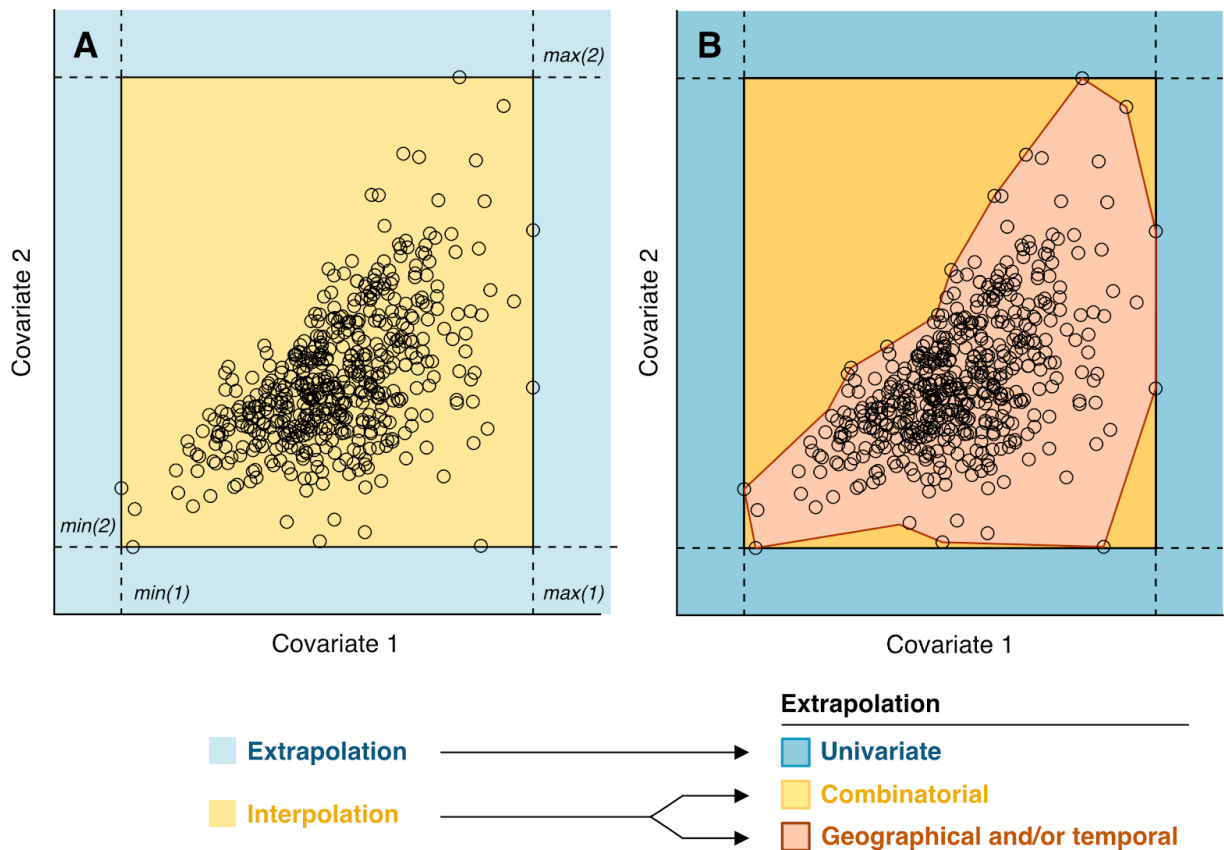 A
max(2)
Covariate 2
min(2)
min(1)
max(1)
Covariate 1
B
Covariate 2
Covariate 1
Extrapolation
Interpolation
Extrapolation
Univariate
Combinatorial
Geographical and/or temporal